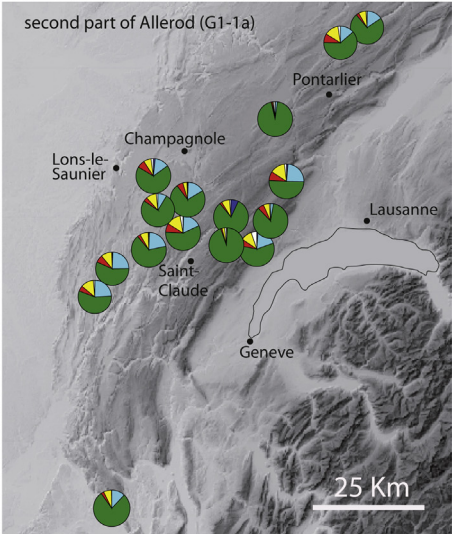 second part of Allerod (G1-1a)
Pontarlier
Champagnole
Lons-le-
Saunier
Lausanne
Saint-
Claude
Geneve
25 Km